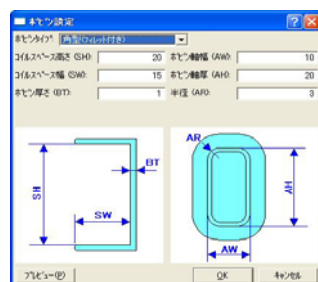 ボビン設定
ボビンタイプ 角型(フィレット付き)
コイルスペース高さ (SH): 20 ボビン軸幅 (AW): 10
コイルスペース幅 (SW): 15 ボビン軸厚 (AH): 20
ボビン厚さ (BT): 1 半径 (AR): 3
AR
BT
SH
SW
AH
AW
プレビュー(P)
OK
キャンセル